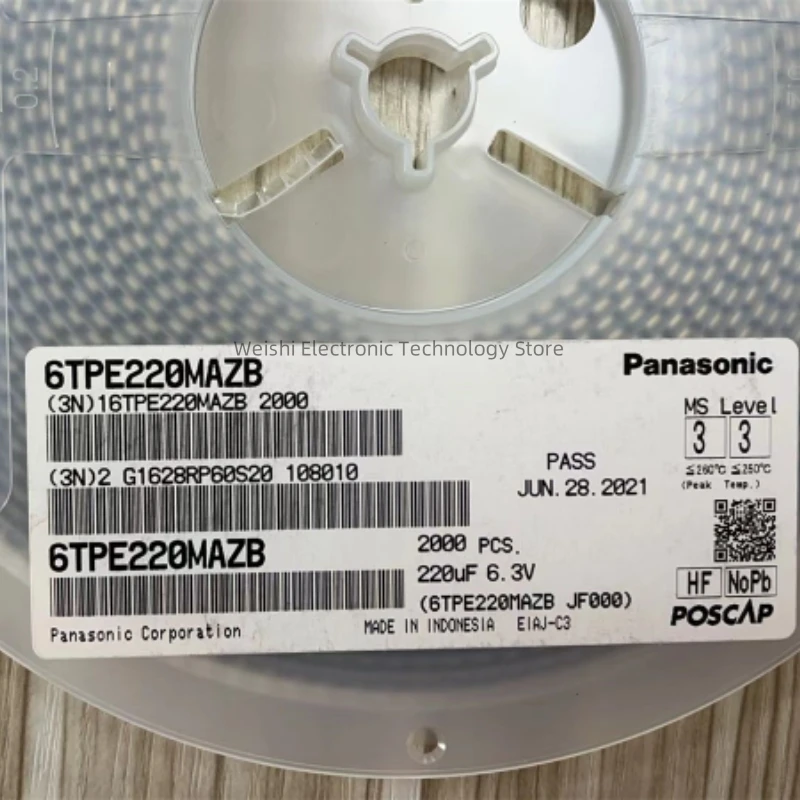 0.2
Weishi Electronic Technology Store
6TPE220MAZB
Panasonic
(3N)16TPE220MAZB 2000
MS Level
3 3
≤260℃ ≤250℃
(Peak Temp.)
(3N)2 G1628RP60S20 108010
PASS
JUN.28.2021
6TPE220MAZB
2000 PCS.
220uF 6.3V
(6TPE220MAZB JF000)
HF NoPb
POSCAP
Panasonic Corporation
MADE IN INDONESIA EIAJ-C3